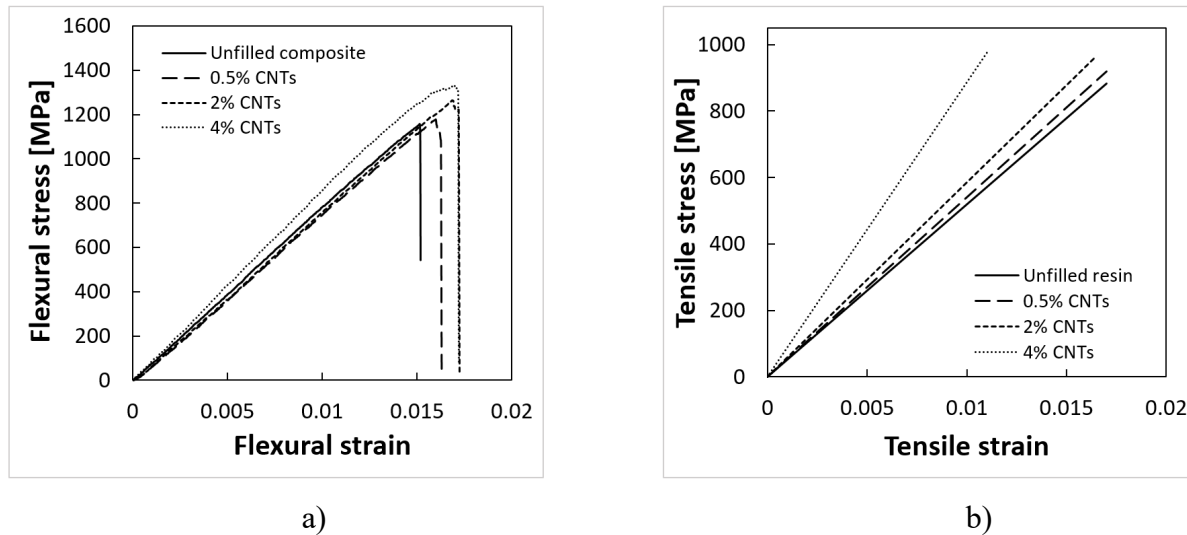 Flexural stress [MPa]
1600
1400
1200
1000
800
600
400
200
0
Unfilled composite
0.5% CNTs
2% CNTs
4% CNTs
0 0.005 0.01 0.015 0.02
Flexural strain
a)
Tensile stress [MPa]
1000
800
600
400
200
0
Unfilled resin
0.5% CNTs
2% CNTs
4% CNTs
0 0.005 0.01 0.015 0.02
Tensile strain
b)